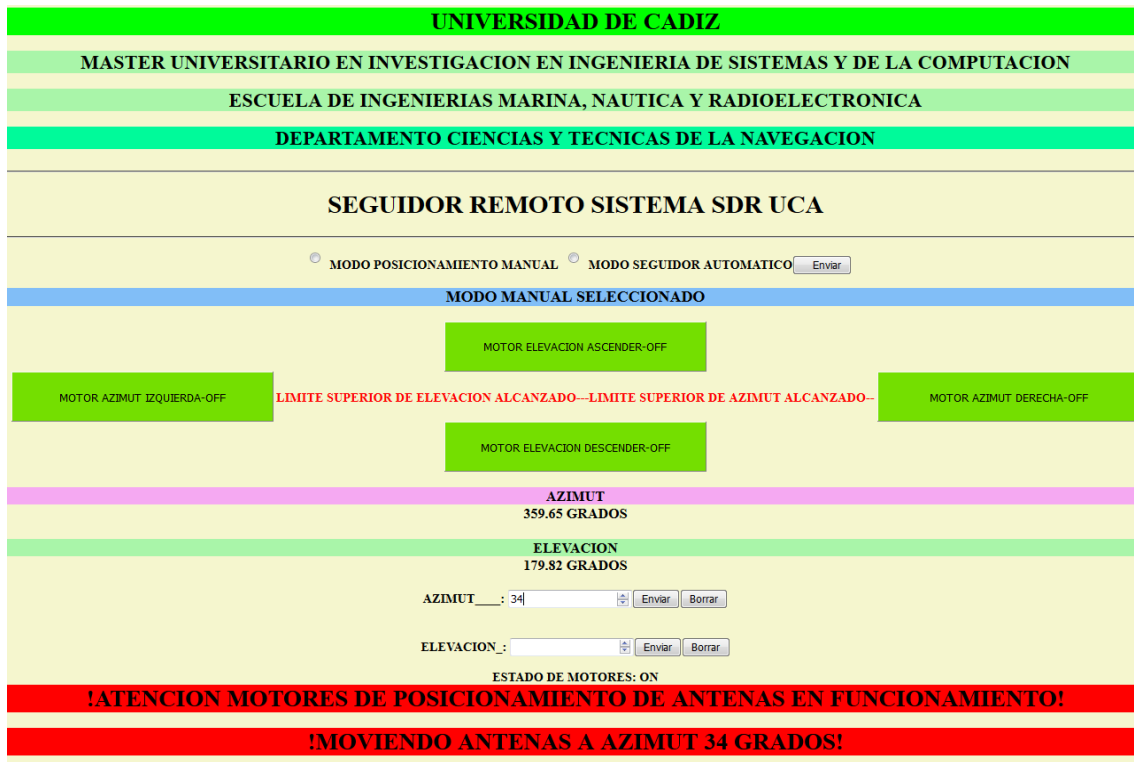 UNIVERSIDAD DE CADIZ
MASTER UNIVERSITARIO EN INVESTIGACION EN INGENIERIA DE SISTEMAS Y DE LA COMPUTACION
ESCUELA DE INGENIERIAS MARINA, NAUTICA Y RADIOELECTRONICA
DEPARTAMENTO CIENCIAS Y TECNICAS DE LA NAVEGACION
SEGUIDOR REMOTO SISTEMA SDR UCA
MODO POSICIONAMIENTO MANUAL MODO SEGUIDOR AUTOMATICO Enviar
MODO MANUAL SELECCIONADO
MOTOR ELEVACION ASCENDER-OFF
MOTOR AZIMUT IZQUIERDA-OFF LIMITE SUPERIOR DE ELEVACION ALCANZADO---LIMITE SUPERIOR DE AZIMUT ALCANZADO-- MOTOR AZIMUT DERECHA-OFF
MOTOR ELEVACION DESCENDER-OFF
AZIMUT
359.65 GRADOS
ELEVACION
179.82 GRADOS
AZIMUT____: 34 Enviar Borrar
ELEVACION_: Enviar Borrar
ESTADO DE MOTORES: ON
!ATENCION MOTORES DE POSICIONAMIENTO DE ANTENAS EN FUNCIONAMIENTO!
!MOVIENDO ANTENAS A AZIMUT 34 GRADOS!